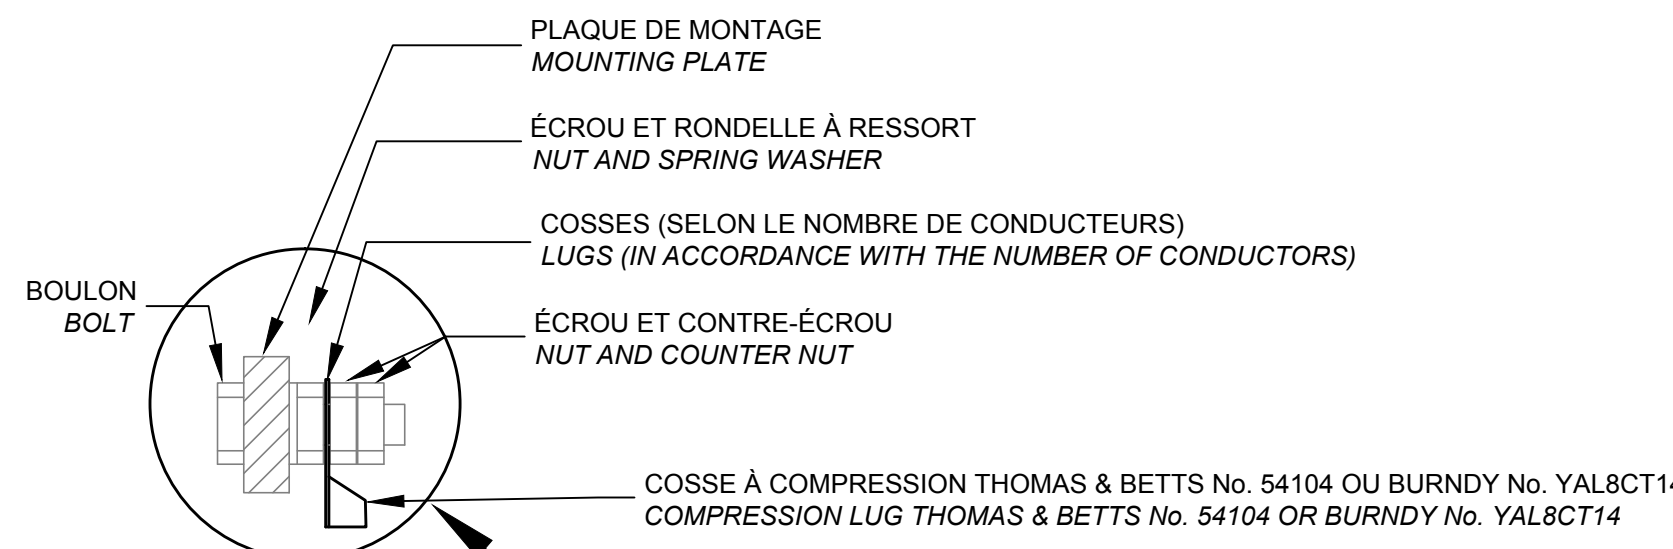 PLAQUE DE MONTAGE
MOUNTING PLATE
ÉCROU ET RONDELLE À RESSORT
NUT AND SPRING WASHER
COSSES (SELON LE NOMBRE DE CONDUCTEURS)
LUGS (IN ACCORDANCE WITH THE NUMBER OF CONDUCTORS)
BOULON
BOLT
ÉCROU ET CONTRE-ÉCROU
NUT AND COUNTER NUT
COSSE À COMPRESSION THOMAS & BETTS No. 54104 OU BURNDY No. YAL8CT14
COMPRESSION LUG THOMAS & BETTS No. 54104 OR BURNDY No. YAL8CT14